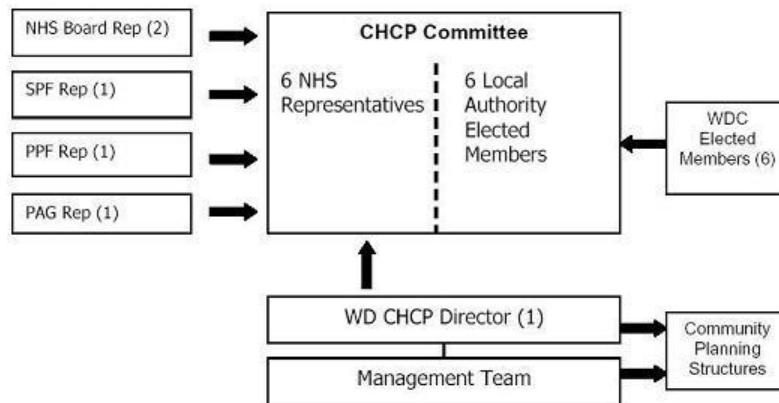 NHS Board Rep (2)
SPF Rep (1)
PPF Rep (1)
PAG Rep (1)
CHCP Committee
6 NHS
Representatives
6 Local
Authority
Elected
Members
WDC
Elected
Members (6)
WD CHCP Director (1)
Management Team
Community
Planning
Structures